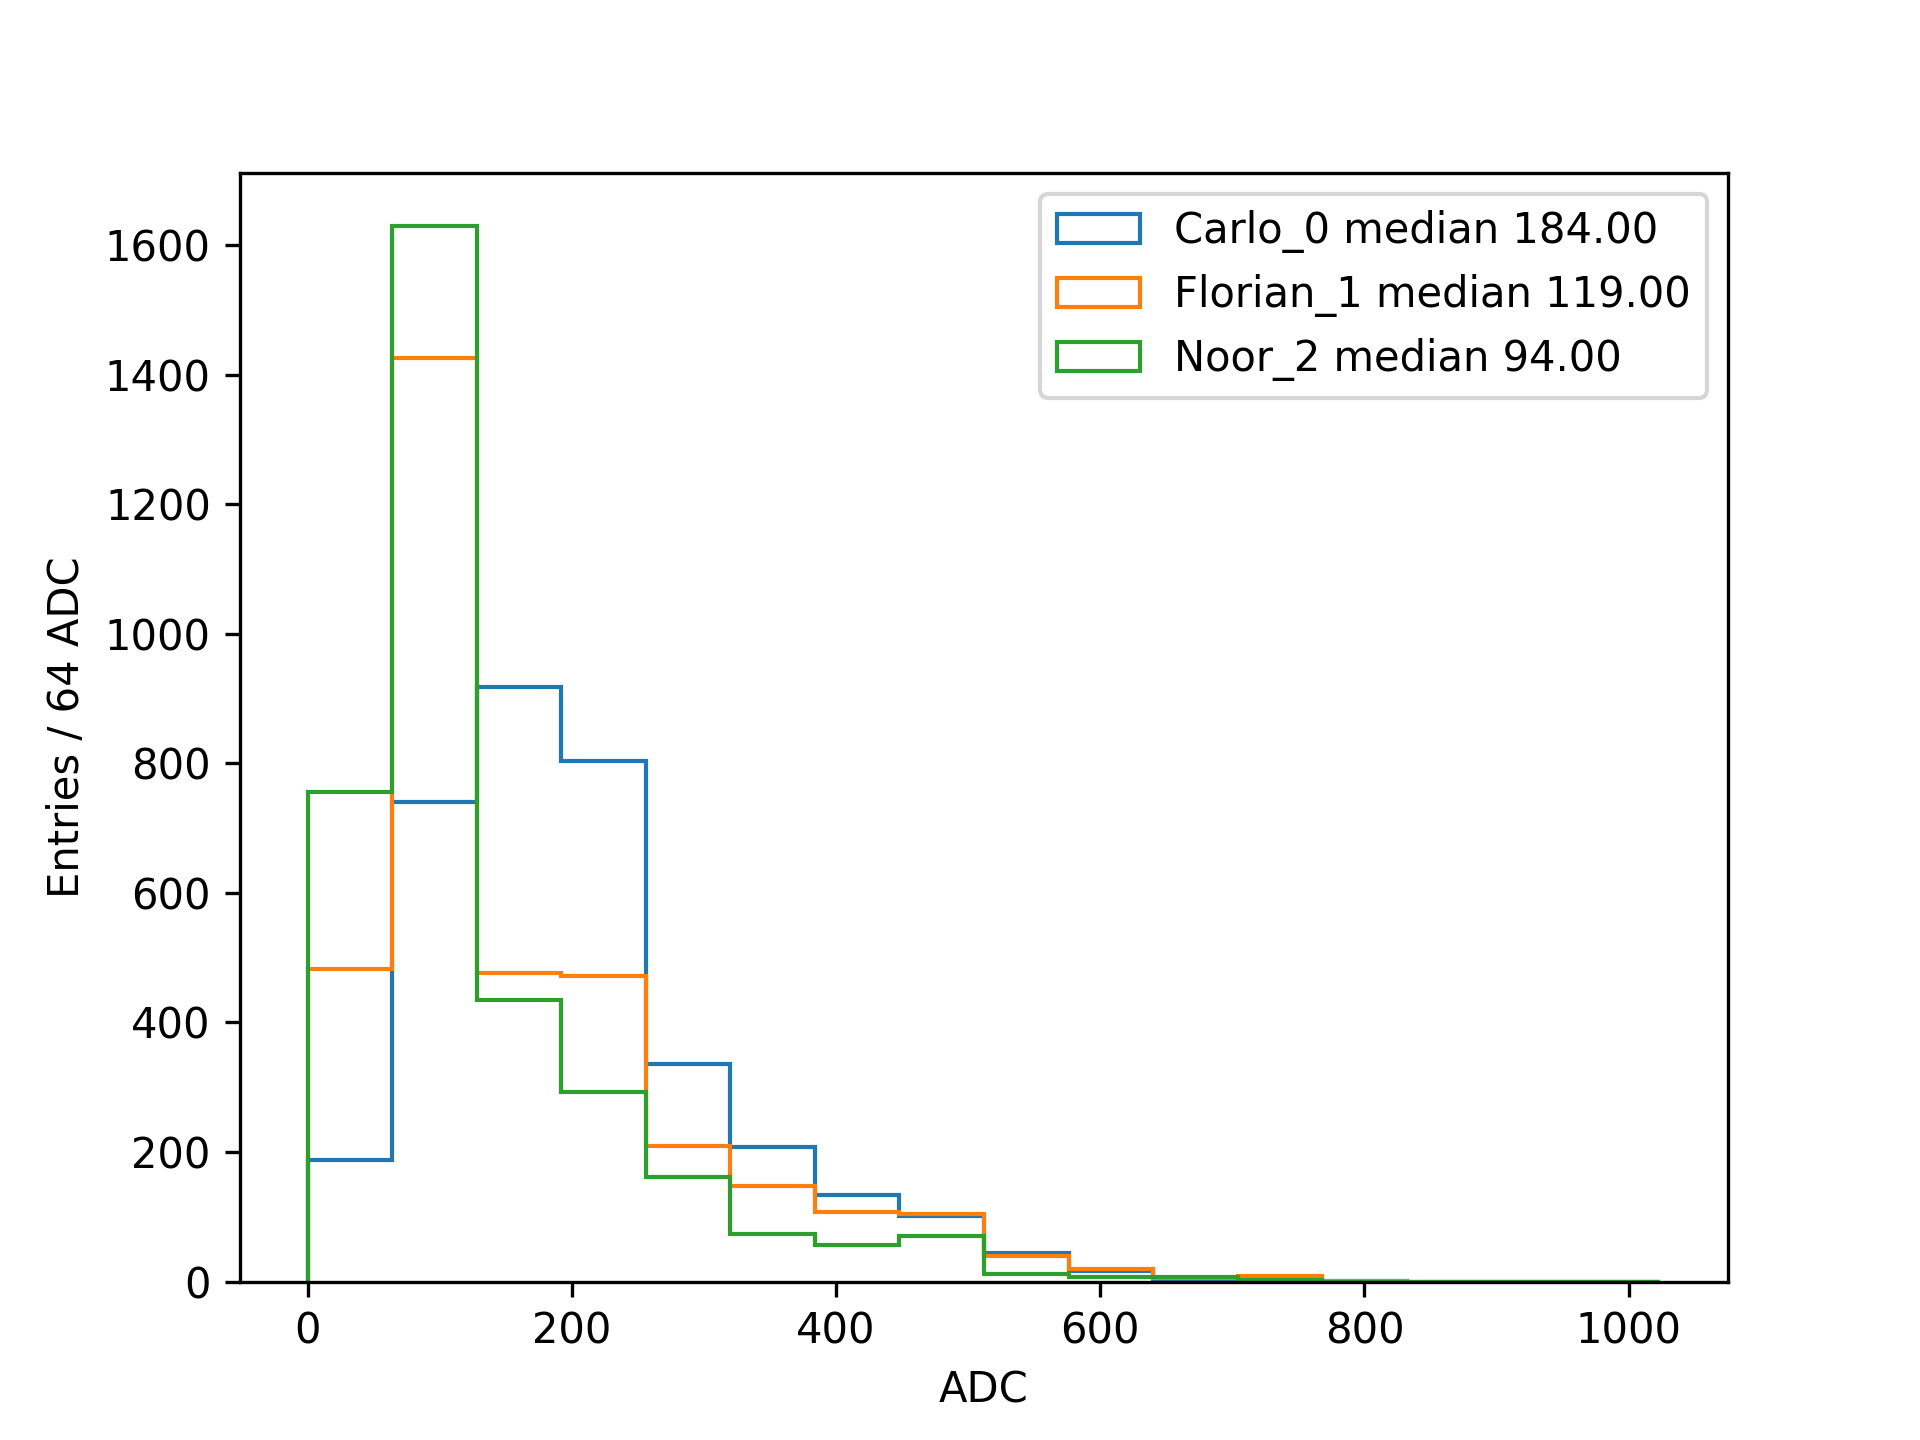 Carlo_0 median 184.00
Florian_1 median 119.00
Noor_2 median 94.00
1600
1400
1200
1000
800
600
400
200
0
Entries / 64 ADC
0 200 400 600 800 1000
ADC